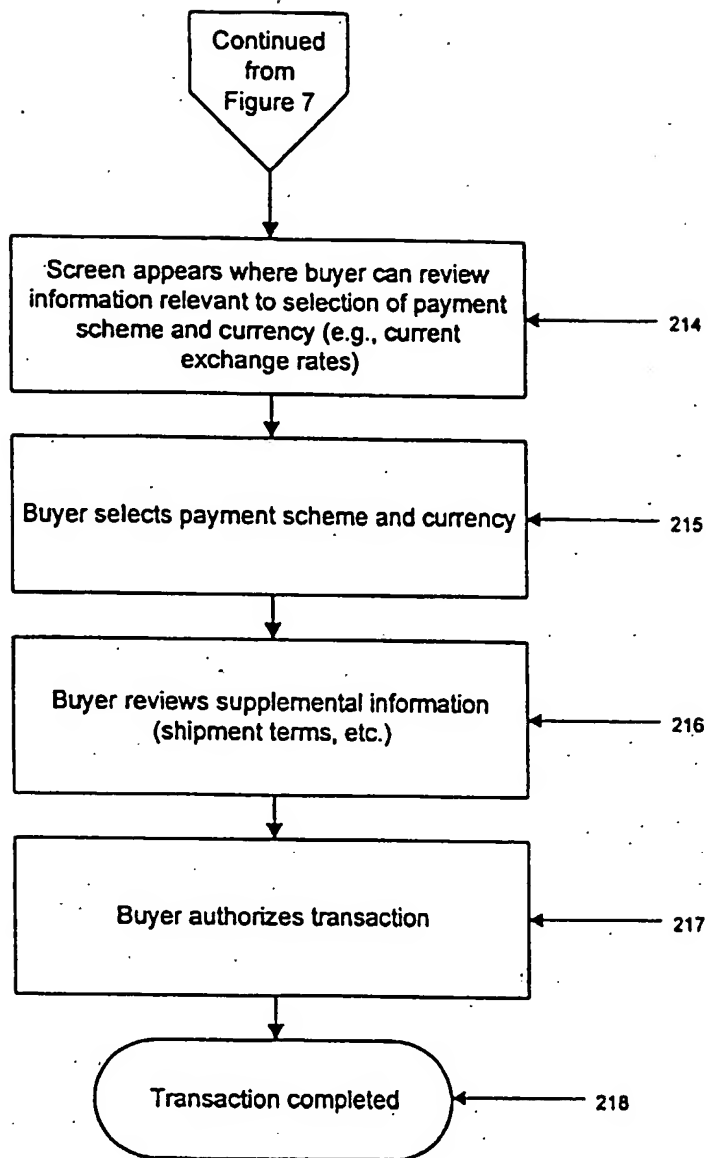 Continued
from
Figure 7
Screen appears where buyer can review
information relevant to selection of payment
scheme and currency (e.g., current
exchange rates)
214
Buyer selects payment scheme and currency
215
Buyer reviews supplemental information
(shipment terms, etc.)
216
Buyer authorizes transaction
217
Transaction completed
218